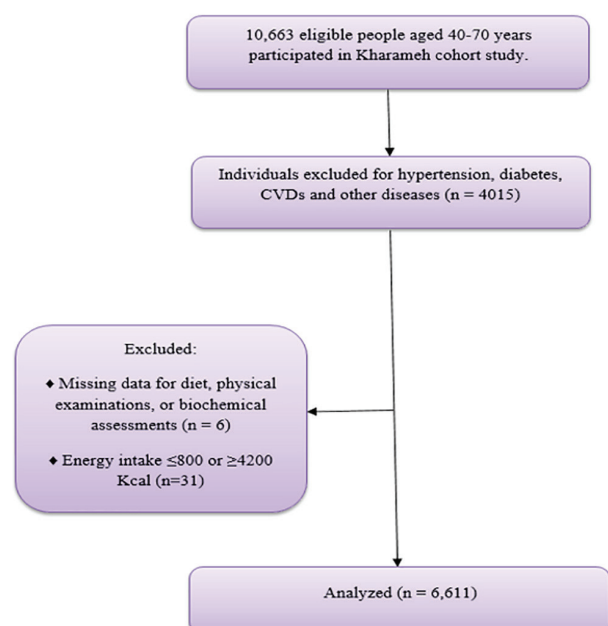 10,663 eligible people aged 40-70 years
participated in Kharameh cohort study.
Individuals excluded for hypertension, diabetes,
CVDs and other diseases (n = 4015)
Excluded:
♦ Missing data for diet, physical
examinations, or biochemical
assessments (n = 6)
♦ Energy intake ≤800 or ≥4200
Kcal (n=31)
Analyzed (n = 6,611)